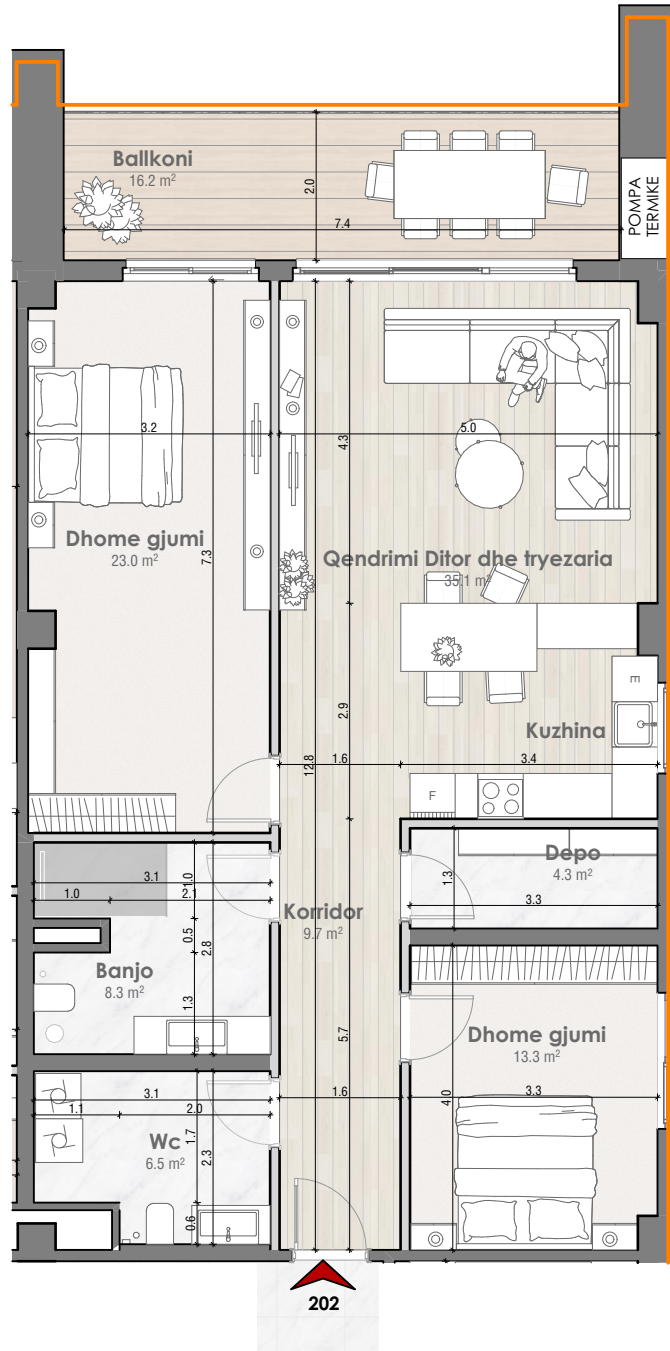 Ballkoni
16.2 m²
2.0
7.4
POMPA
TERMIKE
3.2
5.0
4.3
Dhome gjumi
23.0 m²
7.3
Qendrimi Ditor dhe tryezaria
35.1 m²
E
2.9
Kuzhina
12.8
1.6
3.4
F
Depo
4.3 m²
1.3
3.3
3.1
1.0
1.0
2.1
Korridor
9.7 m²
0.5
2.8
Banjo
8.3 m²
1.3
5.7
Dhome gjumi
13.3 m²
3.3
4.0
1.6
3.1
1.1
2.0
Wc
6.5 m²
1.7
2.3
0.6
202